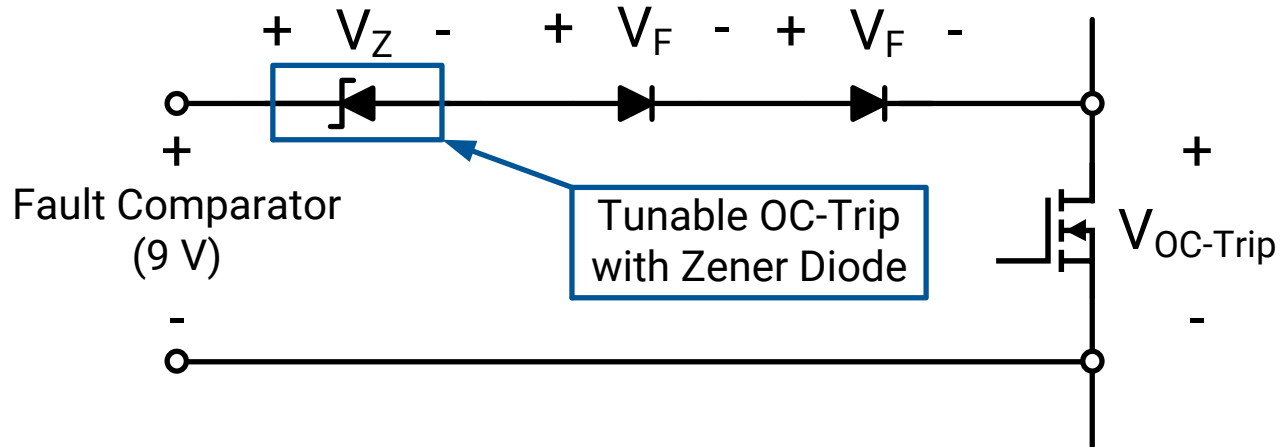 + V_Z - + V_F - + V_F -
+
Fault Comparator
(9 V)
-
Tunable OC-Trip
with Zener Diode
+
V_OC-Trip
-